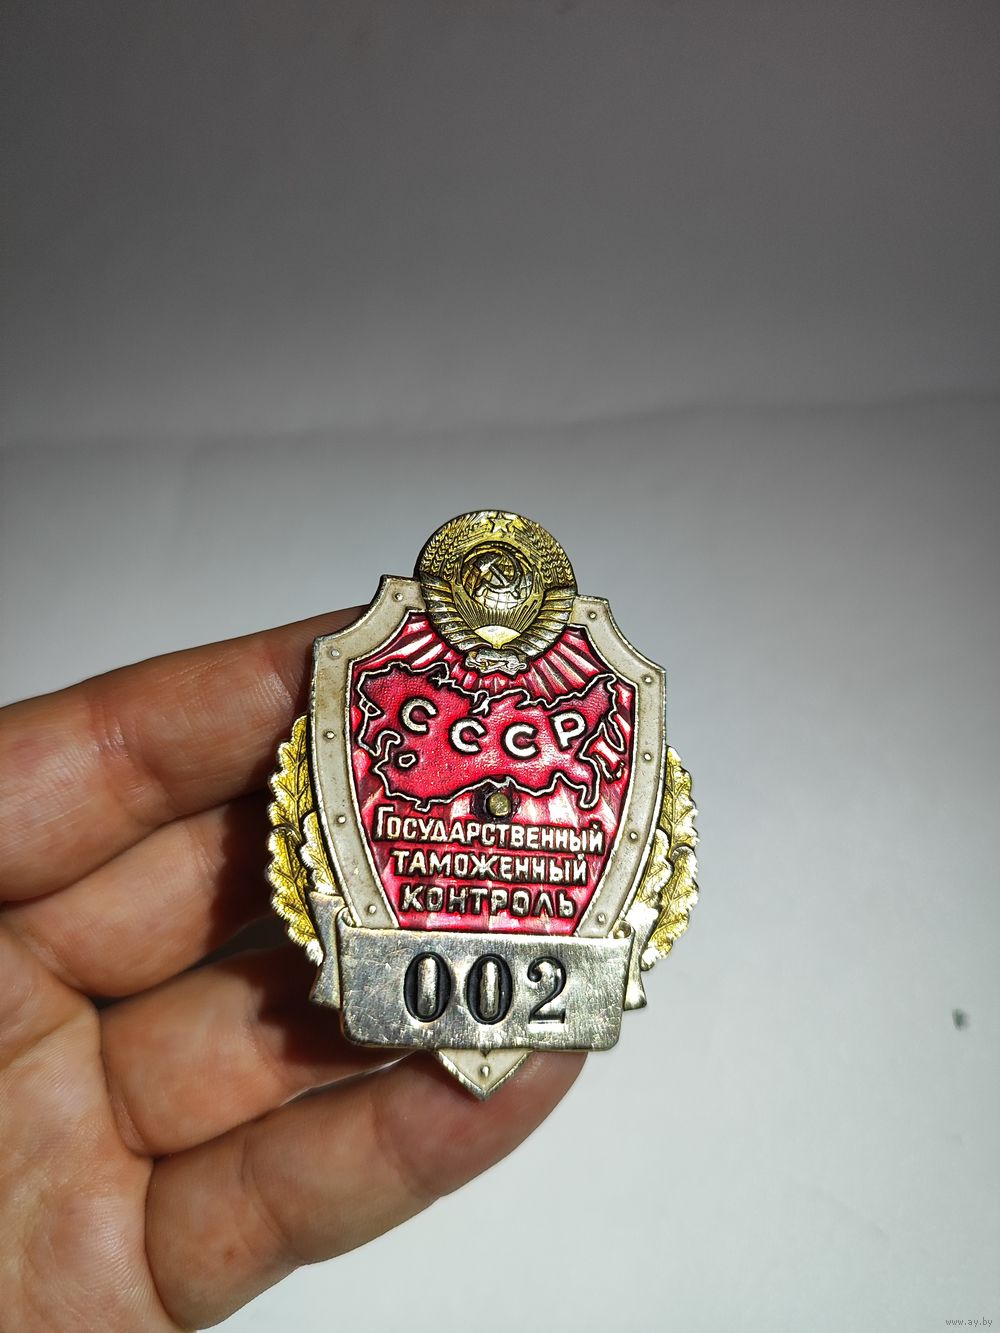 СССР
Государственный
таможенный
контроль
002
www.ay.by